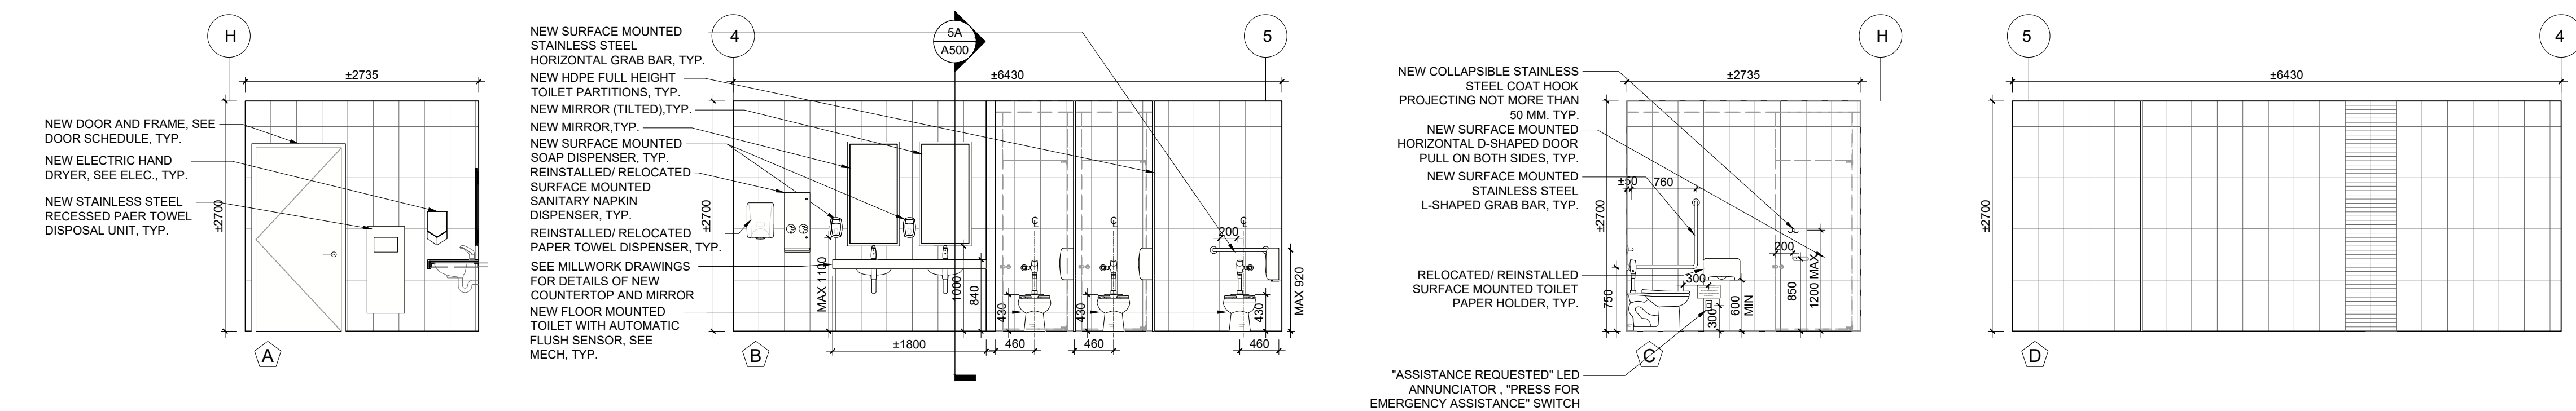 H
±2735
NEW DOOR AND FRAME, SEE
DOOR SCHEDULE, TYP.
NEW ELECTRIC HAND
DRYER, SEE ELEC., TYP.
NEW STAINLESS STEEL
RECESSED PAER TOWEL
DISPOSAL UNIT, TYP.
±2700
A
NEW SURFACE MOUNTED
STAINLESS STEEL
HORIZONTAL GRAB BAR, TYP.
NEW HDPE FULL HEIGHT
TOILET PARTITIONS, TYP.
NEW MIRROR (TILTED),TYP.
NEW MIRROR,TYP.
NEW SURFACE MOUNTED
SOAP DISPENSER, TYP.
REINSTALLED/ RELOCATED
SURFACE MOUNTED
SANITARY NAPKIN
DISPENSER, TYP.
REINSTALLED/ RELOCATED
PAPER TOWEL DISPENSER, TYP.
SEE MILLWORK DRAWINGS
FOR DETAILS OF NEW
COUNTERTOP AND MIRROR
NEW FLOOR MOUNTED
TOILET WITH AUTOMATIC
FLUSH SENSOR, SEE
MECH, TYP.
4
5A
A500
5
±6430
±2700
MAX 1100
1000
840
430
430
200
430
MAX 920
±1800
460
460
460
B
NEW COLLAPSIBLE STAINLESS
STEEL COAT HOOK
PROJECTING NOT MORE THAN
50 MM. TYP.
NEW SURFACE MOUNTED
HORIZONTAL D-SHAPED DOOR
PULL ON BOTH SIDES, TYP.
NEW SURFACE MOUNTED
STAINLESS STEEL
L-SHAPED GRAB BAR, TYP.
RELOCATED/ REINSTALLED
SURFACE MOUNTED TOILET
PAPER HOLDER, TYP.
"ASSISTANCE REQUESTED" LED
ANNUNCIATOR , "PRESS FOR
EMERGENCY ASSISTANCE" SWITCH
H
±2735
±50
760
±2700
750
300
300
600
MIN
200
850
1200 MAX
C
5
4
±6430
±2700
D